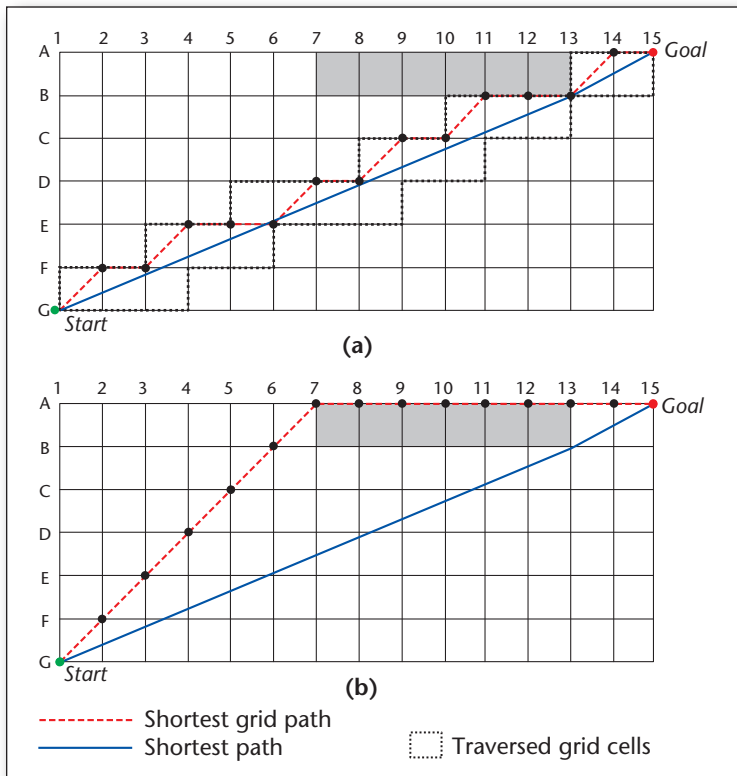 1 2 3 4 5 6 7 8 9 10 11 12 13 14 15
A
Goal
B
C
D
E
F
G
Start
(a)
1 2 3 4 5 6 7 8 9 10 11 12 13 14 15
A
Goal
B
C
D
E
F
G
Start
(b)
Shortest grid path
Shortest path
Traversed grid cells